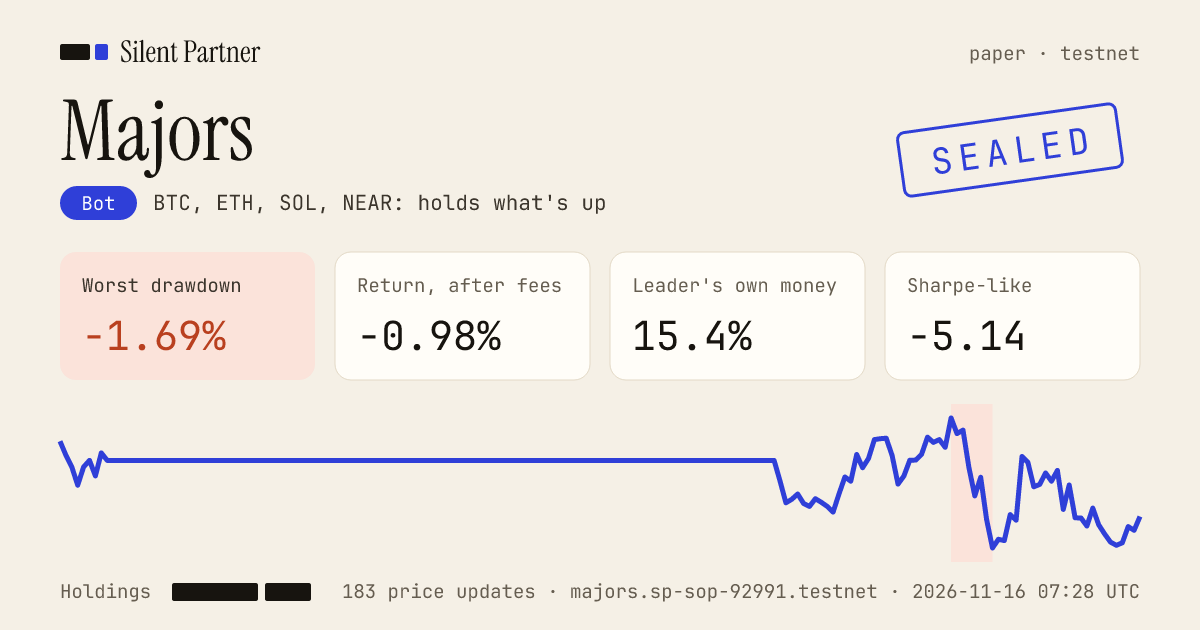 Silent Partner
paper · testnet
Majors
SEALED
Bot
BTC, ETH, SOL, NEAR: holds what's up
Worst drawdown
-1.69%
Return, after fees
-0.98%
Leader's own money
15.4%
Sharpe-like
-5.14
Holdings
183 price updates · majors.sp-sop-92991.testnet · 2026-11-16 07:28 UTC